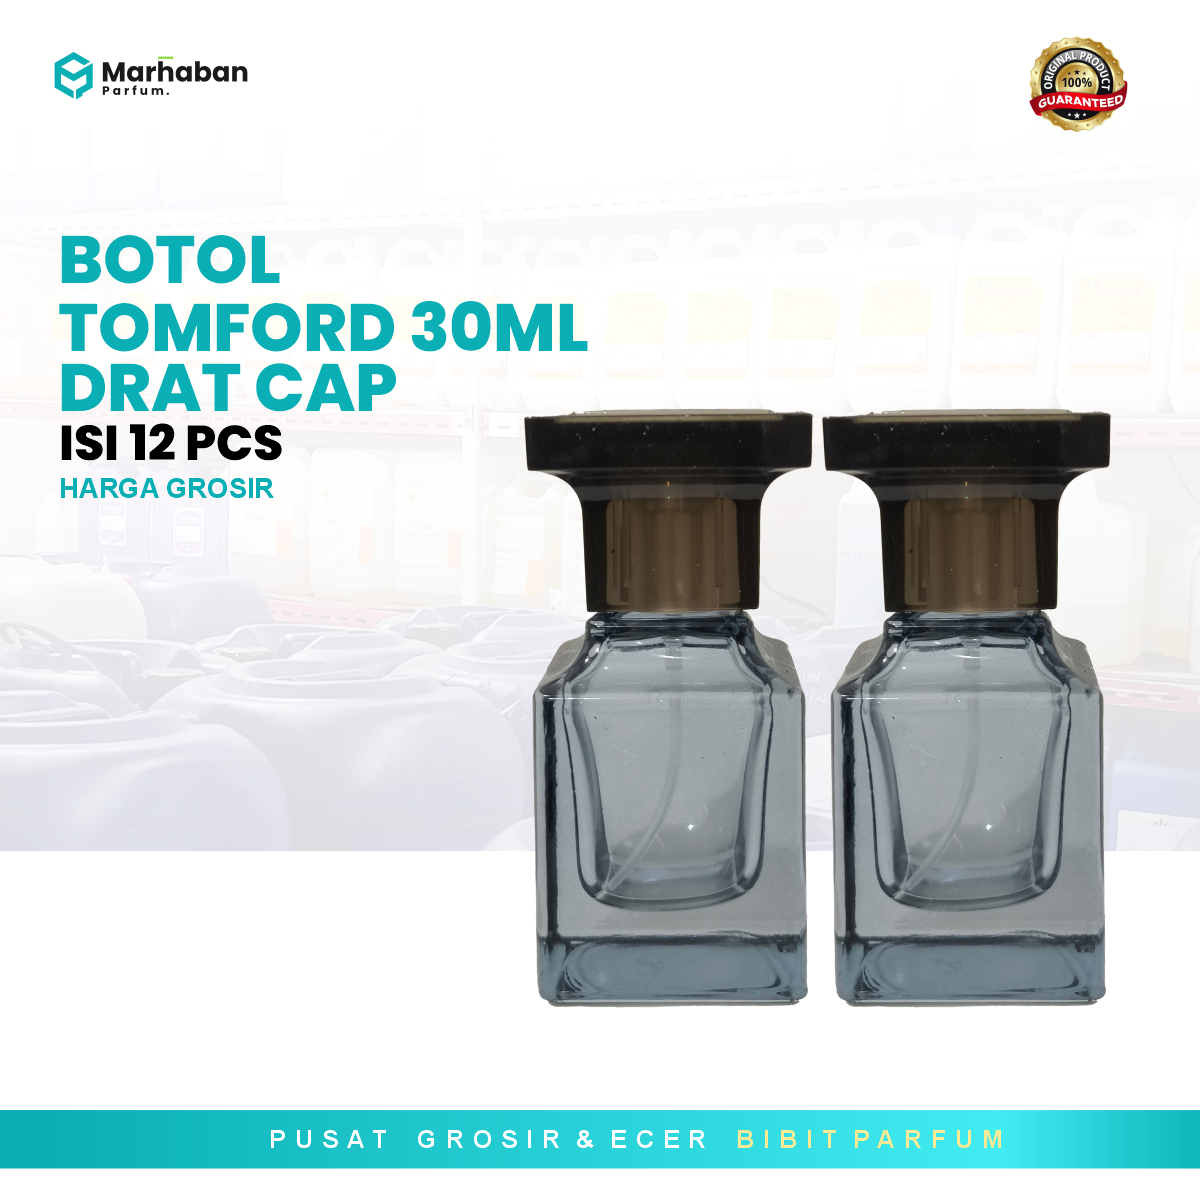 Marhaban
Parfum.
ORIGINAL PRODUCT
100%
GUARANTEED
BOTOL
TOMFORD 30ML
DRAT CAP
ISI 12 PCS
HARGA GROSIR
PUSAT GROSIR & ECER BIBIT PARFUM